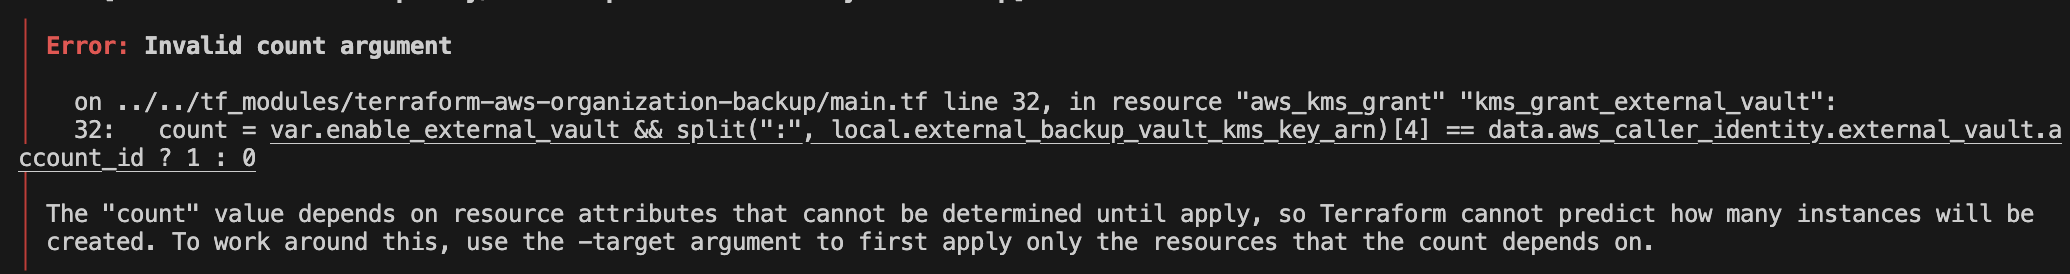 Error: Invalid count argument
on ../../tf_modules/terraform-aws-organization-backup/main.tf line 32, in resource "aws_kms_grant" "kms_grant_external_vault":
32:   count = var.enable_external_vault && split(":", local.external_backup_vault_kms_key_arn)[4] == data.aws_caller_identity.external_vault.a
ccount_id ? 1 : 0
The "count" value depends on resource attributes that cannot be determined until apply, so Terraform cannot predict how many instances will be
created. To work around this, use the -target argument to first apply only the resources that the count depends on.